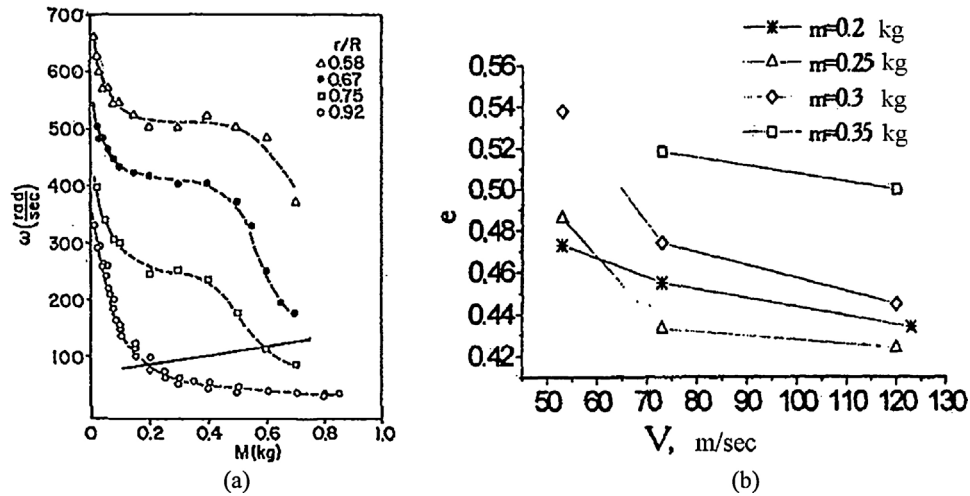 700
600
500
400
300
200
100
0
ω(rad/sec)
r/R
0.58
0.67
0.75
0.92
0 0.2 0.4 0.6 0.8 1.0
M(kg)
(a)
m=0.2 kg
m=0.25 kg
m=0.3 kg
m=0.35 kg
0.56
0.54
0.52
0.50
0.48
0.46
0.44
0.42
e
50 60 70 80 90 100 110 120 130
V, m/sec
(b)